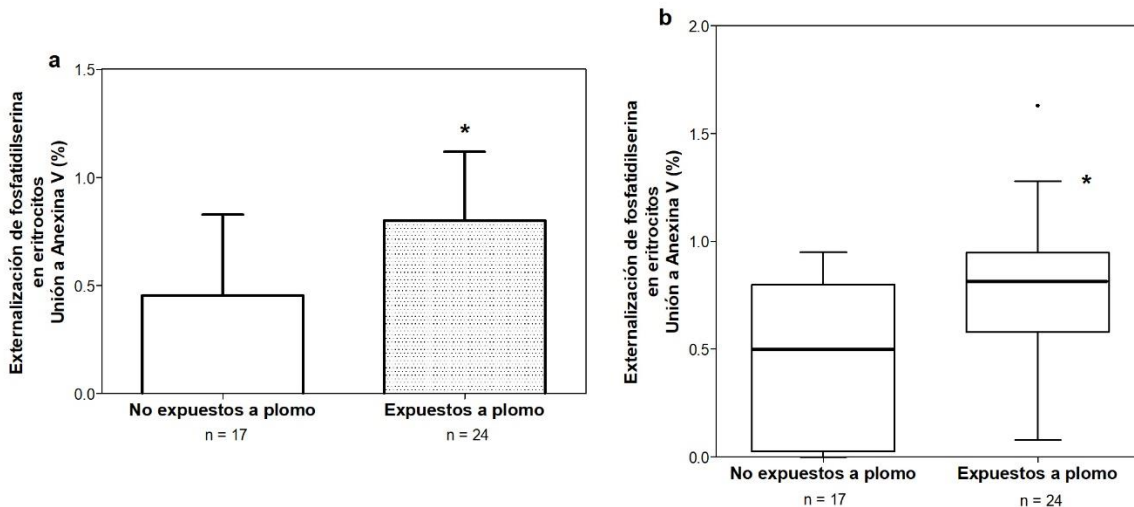 a
Externalización de fosfatidilserina
en eritrocitos
Unión a Anexina V (%)
1.5
1.0
0.5
0.0
*
No expuestos a plomo
n = 17
Expuestos a plomo
n = 24
b
Externalización de fosfatidilserina
en eritrocitos
Unión a Anexina V (%)
2.0
1.5
1.0
0.5
0.0
*
No expuestos a plomo
n = 17
Expuestos a plomo
n = 24